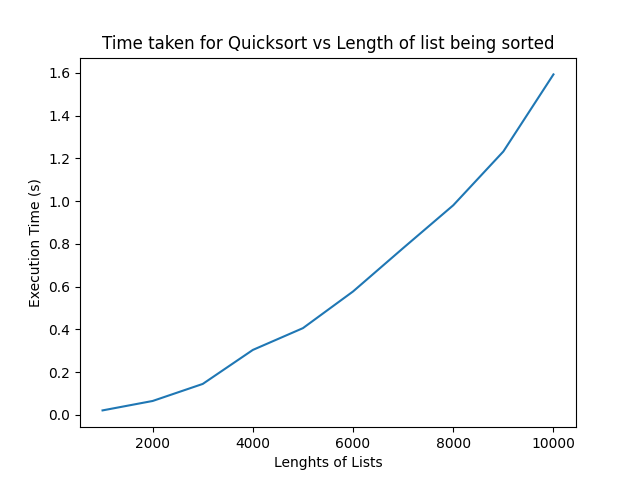 Time taken for Quicksort vs Length of list being sorted
1.6
1.4
1.2
1.0
0.8
0.6
0.4
0.2
0.0
Execution Time (s)
2000 4000 6000 8000 10000
Lenghts of Lists